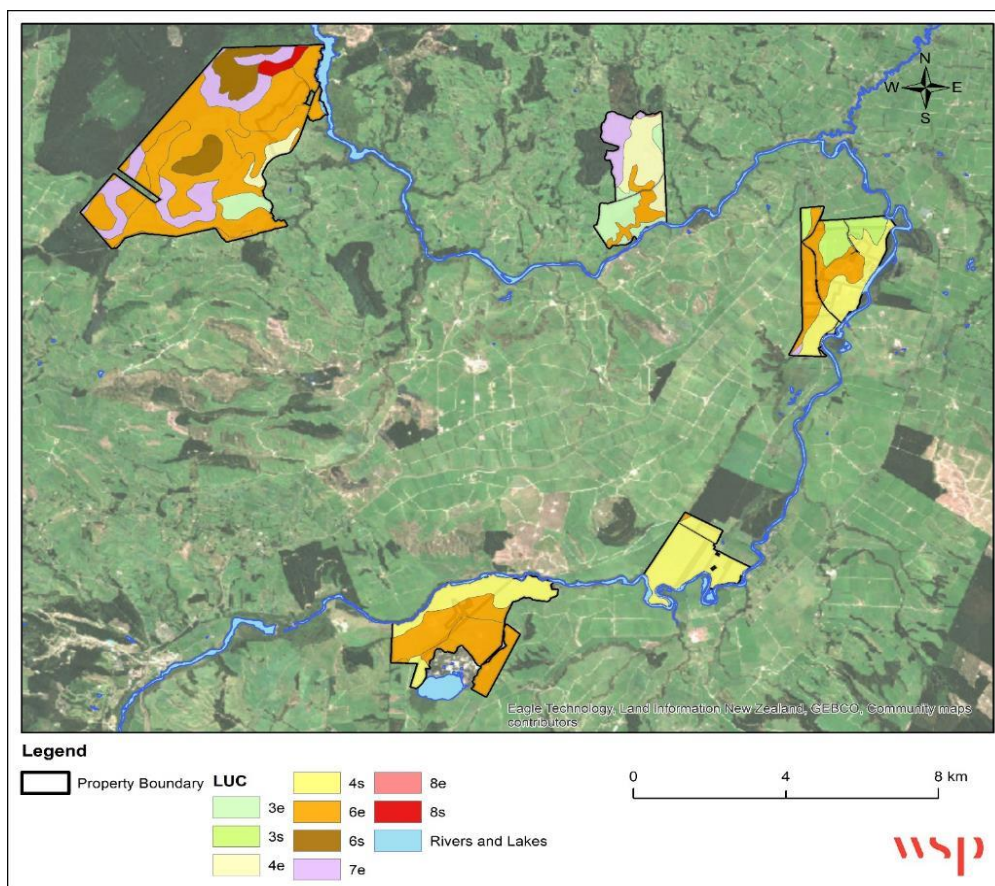 N
W E
S
Eagle Technology, Land Information New Zealand, GEBCO, Community maps
contributors
Legend
Property Boundary
LUC
3e
3s
4e
4s
6e
6s
7e
8e
8s
Rivers and Lakes
0 4 8 km
wsp